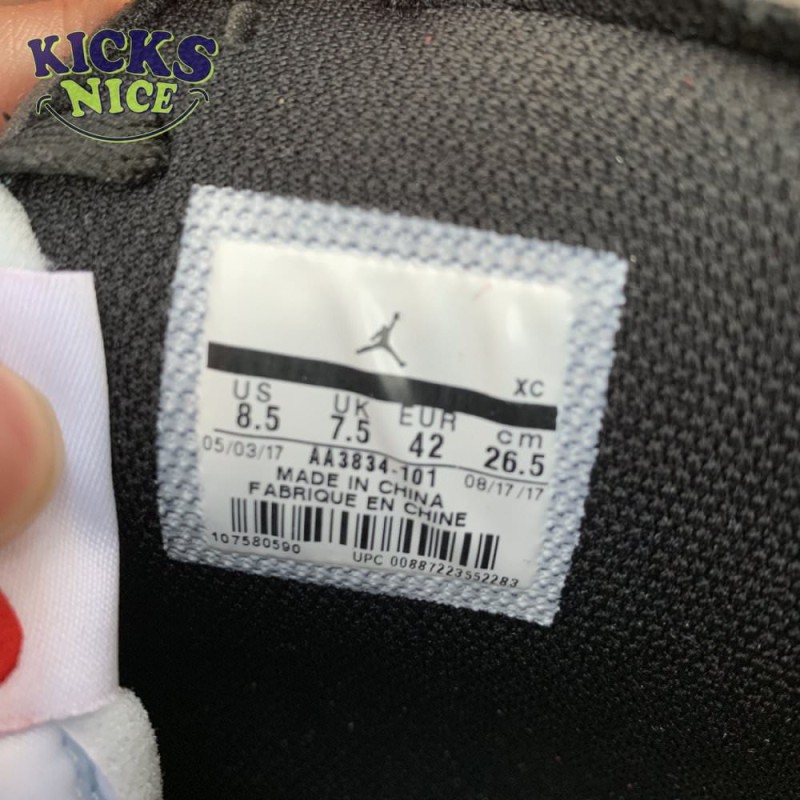 KICKS
NICE
XC
US UK EUR cm
8.5 7.5 42 26.5
05/03/17 AA3834-101 08/17/17
MADE IN CHINA
FABRIQUE EN CHINE
107580590
UPC 00887223552283